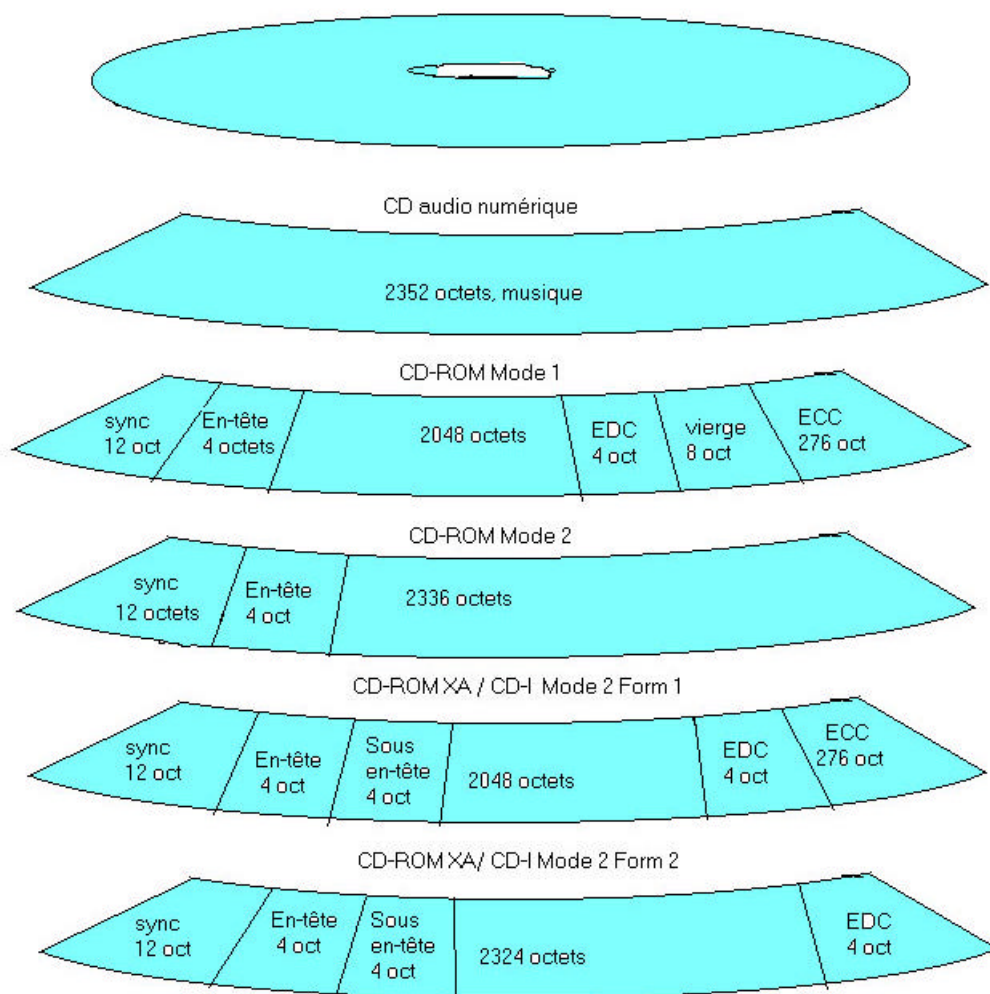 CD audio numérique
2352 octets, musique
CD-ROM Mode 1
sync
12 oct
En-tête
4 octets
2048 octets
EDC
4 oct
vierge
8 oct
ECC
276 oct
CD-ROM Mode 2
sync
12 octets
En-tête
4 oct
2336 octets
CD-ROM XA / CD-I Mode 2 Form 1
sync
12 oct
En-tête
4 oct
Sous
en-tête
4 oct
2048 octets
EDC
4 oct
ECC
276 oct
CD-ROM XA/ CD-I Mode 2 Form 2
sync
12 oct
En-tête
4 oct
Sous
en-tête
4 oct
2324 octets
EDC
4 oct